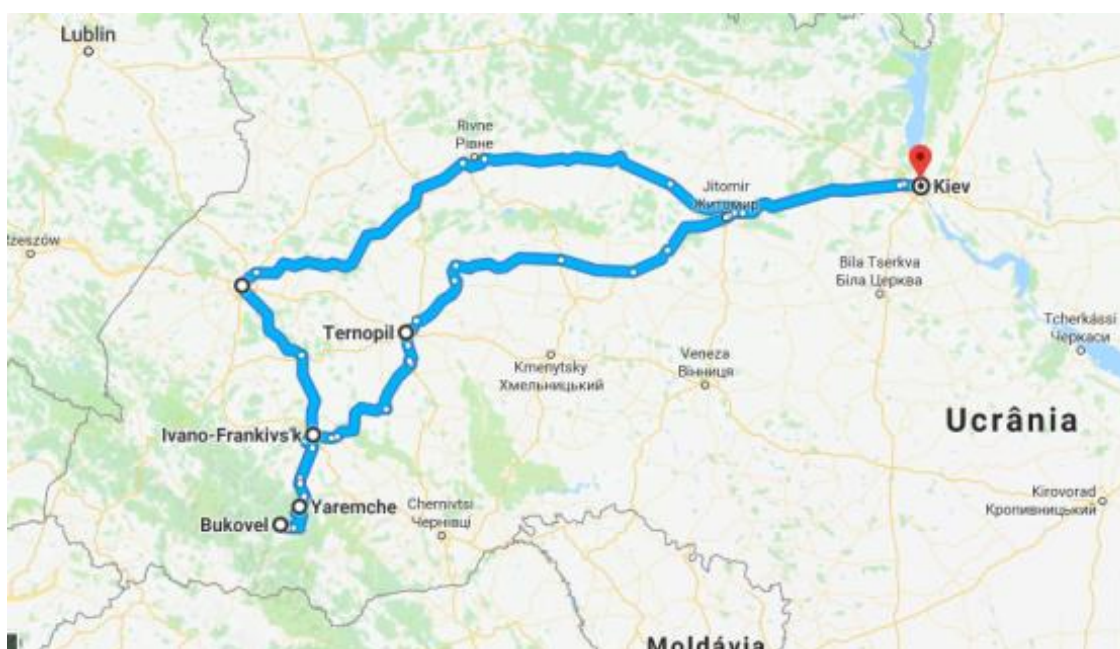 Lublin
Rivne
Рівне
Jitomir
Житомир
Kiev
Rzeszów
Bila Tserkva
Біла Церква
Ternopil
Tcherkássi
Черкаси
Kmenytsky
Хмельницький
Veneza
Вінниця
Ucrânia
Ivano-Frankivs'k
Yaremche
Chernivtsi
Чернівці
Kirovorad
Кропивницький
Bukovel
Moldávia